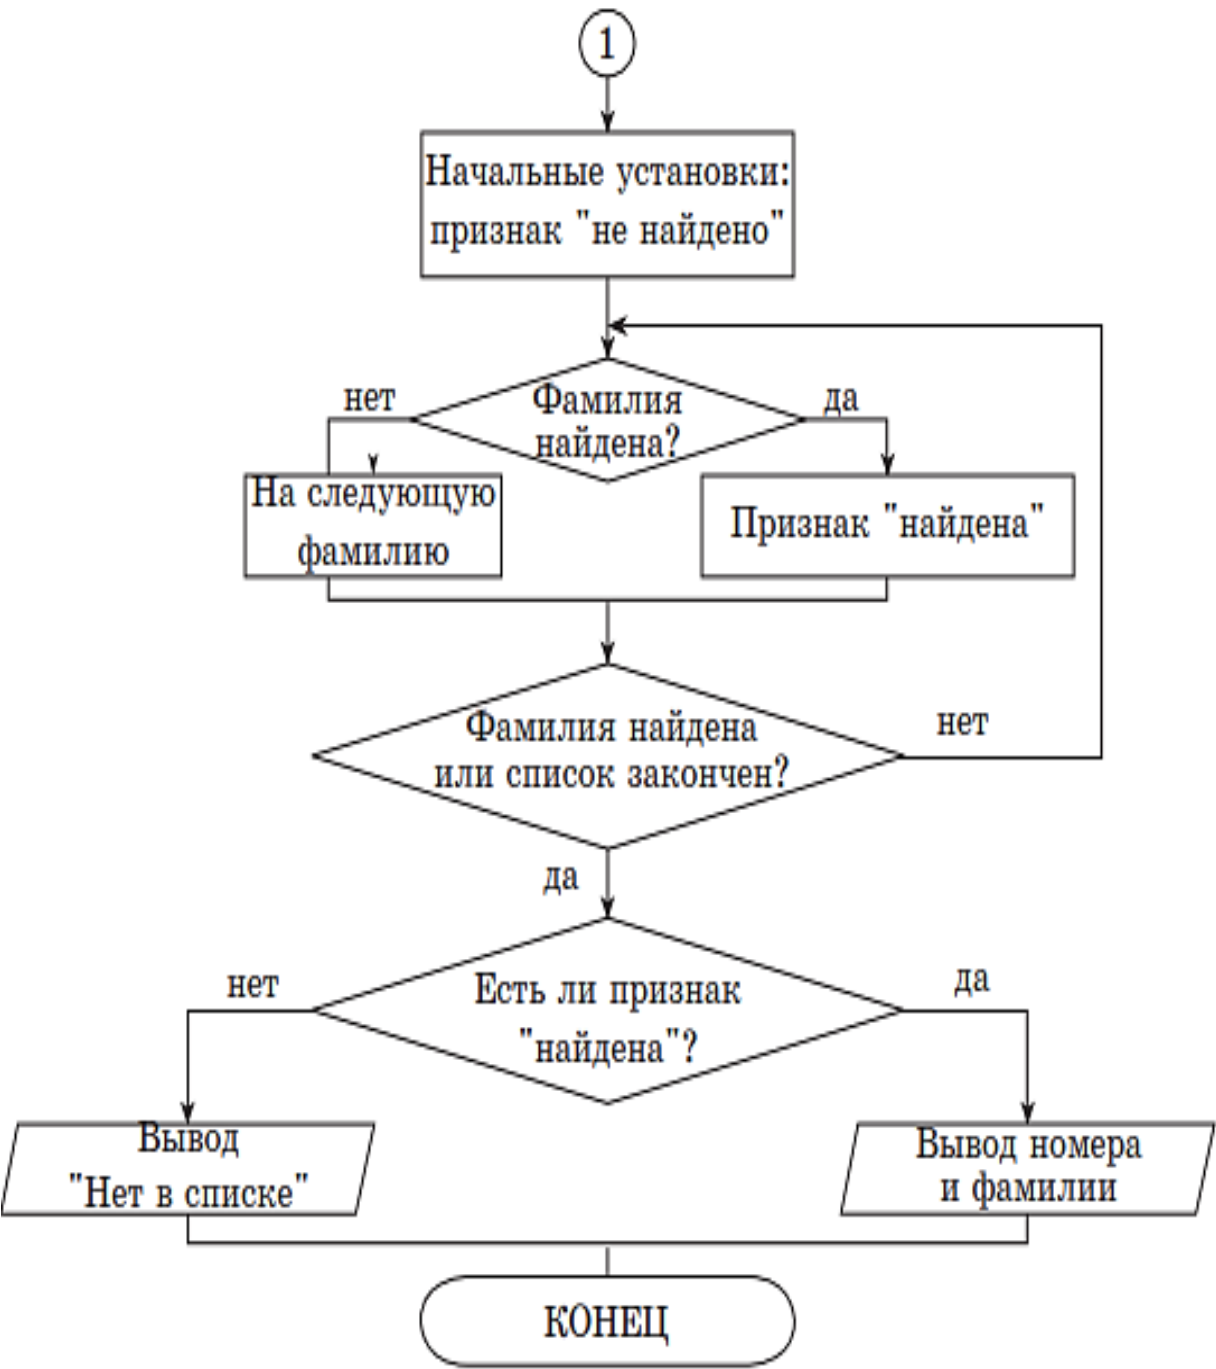 1
Начальные установки:
признак "не найдено"
нет
да
Фамилия
найдена?
На следующую
фамилию
Признак "найдена"
Фамилия найдена
или список закончен?
нет
да
нет
да
Есть ли признак
"найдена"?
Вывод
"Нет в списке"
Вывод номера
и фамилии
КОНЕЦ